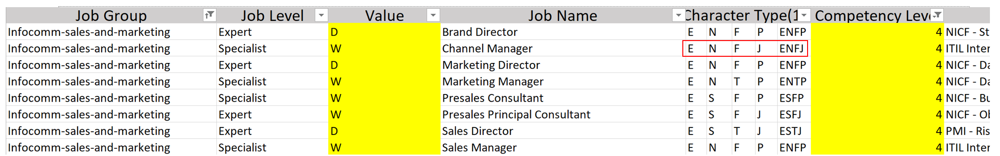 Job Group Job Level Value Job Name Character Type(1 Competency Leve
Infocomm-sales-and-marketing Expert D Brand Director E N F P ENFP 4 NICF - St
Infocomm-sales-and-marketing Specialist W Channel Manager E N F J ENFJ 4 ITIL Inter
Infocomm-sales-and-marketing Expert D Marketing Director E N F P ENFP 4 NICF - Da
Infocomm-sales-and-marketing Specialist W Marketing Manager E N T P ENTP 4 NICF - Da
Infocomm-sales-and-marketing Specialist W Presales Consultant E S F P ESFP 4 NICF - Bu
Infocomm-sales-and-marketing Expert W Presales Principal Consultant E S F J ESFJ 4 NICF - Ob
Infocomm-sales-and-marketing Expert D Sales Director E S T J ESTJ 4 PMI - Ris
Infocomm-sales-and-marketing Specialist W Sales Manager E N F P ENFP 4 ITIL Inter